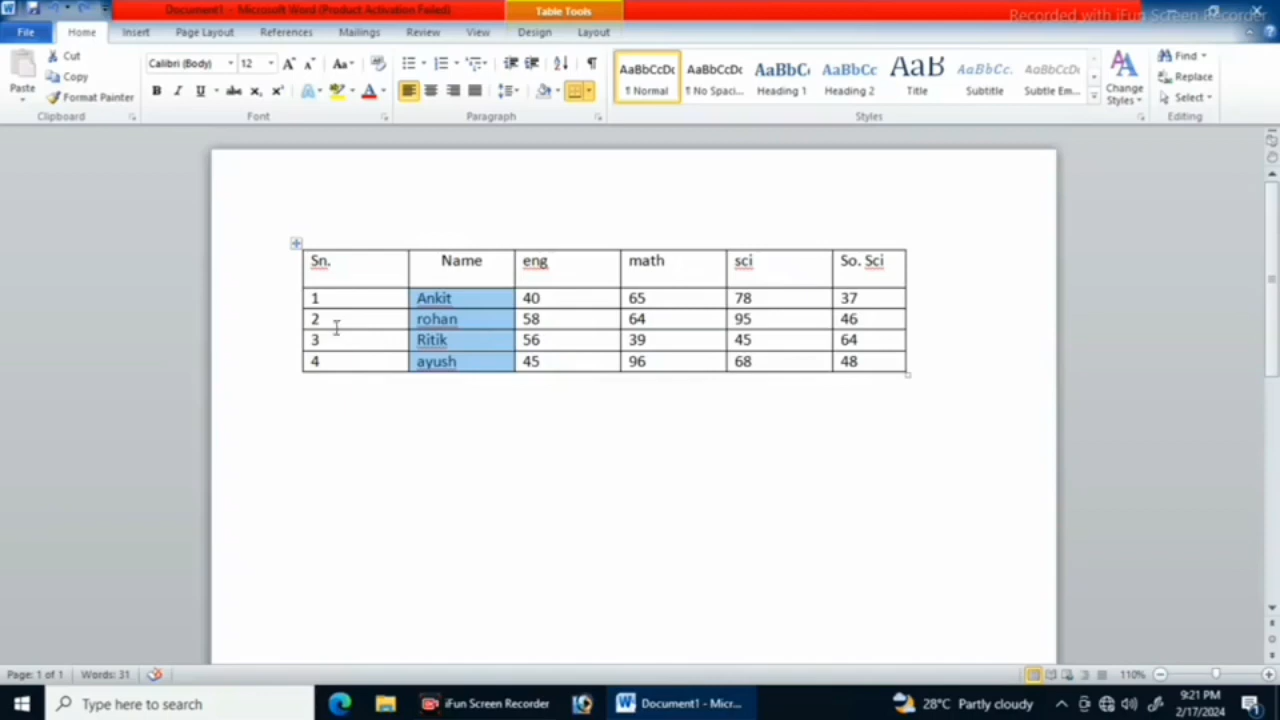 Document1 - Microsoft Word (Product Activation Failed)
Table Tools
Recorded with iFun Screen Recorder
File Home Insert Page Layout References Mailings Review View Design Layout
Paste
Cut
Copy
Format Painter
Clipboard
Calibri (Body) 12
Font
Paragraph
AaBbCcDc AaBbCcDc AaBbC AaBbCc AaB AaBbCc. AaBbCcDc
¶ Normal ¶ No Spaci... Heading 1 Heading 2 Title Subtitle Subtle Em...
Change
Styles
Styles
Find
Replace
Select
Editing
Sn. Name eng math sci So. Sci
1 Ankit 40 65 78 37
2 rohan 58 64 95 46
3 Ritik 56 39 45 64
4 ayush 45 96 68 48
Page: 1 of 1 Words: 31 110%
Type here to search
iFun Screen Recorder
Document1 - Micr...
28°C Partly cloudy
9:21 PM
2/17/2024